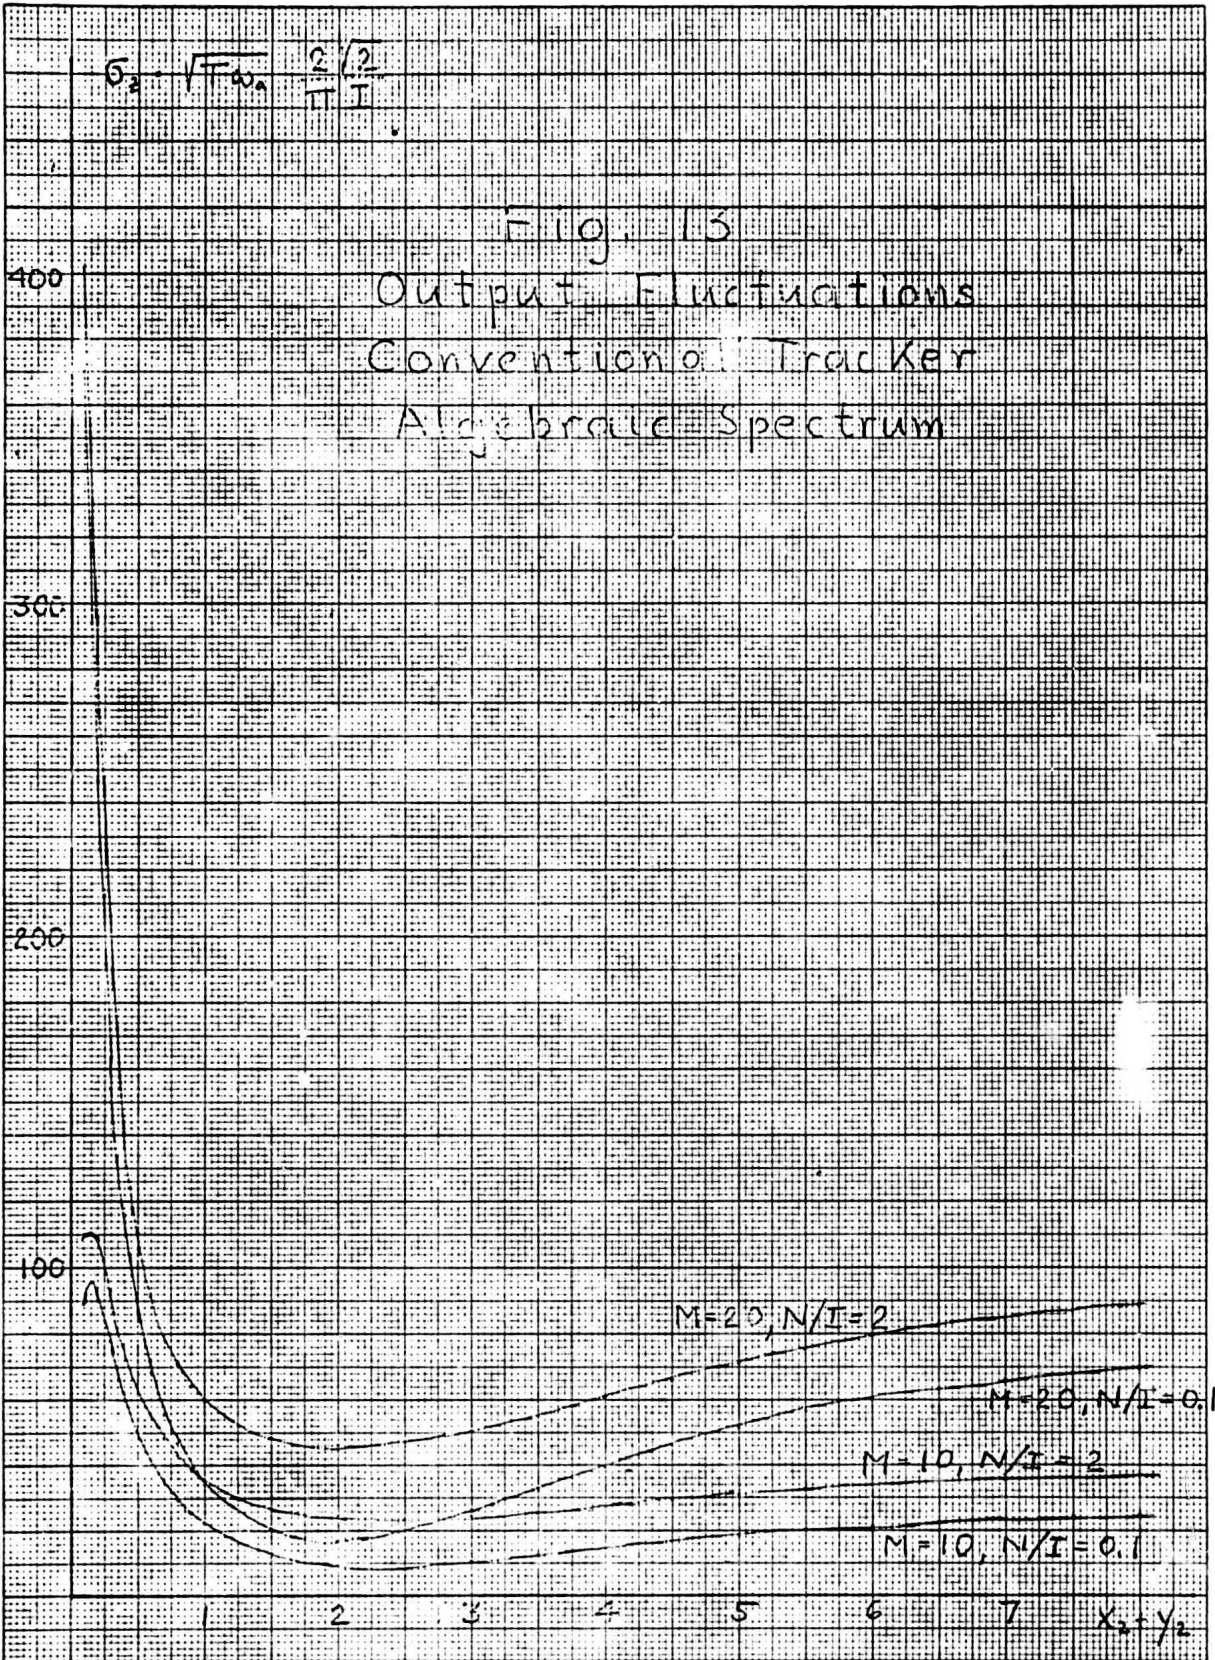 σ₂ · √Tωₐ 2/π √2/I
Fig. 13
Output Fluctuations
Conventional Tracker
Algebraic Spectrum
400
300
200
100
M=20, N/I=2
M=20, N/I=0.1
M=10, N/I=2
M=10, N/I=0.1
1 2 3 4 5 6 7 X₂+Y₂